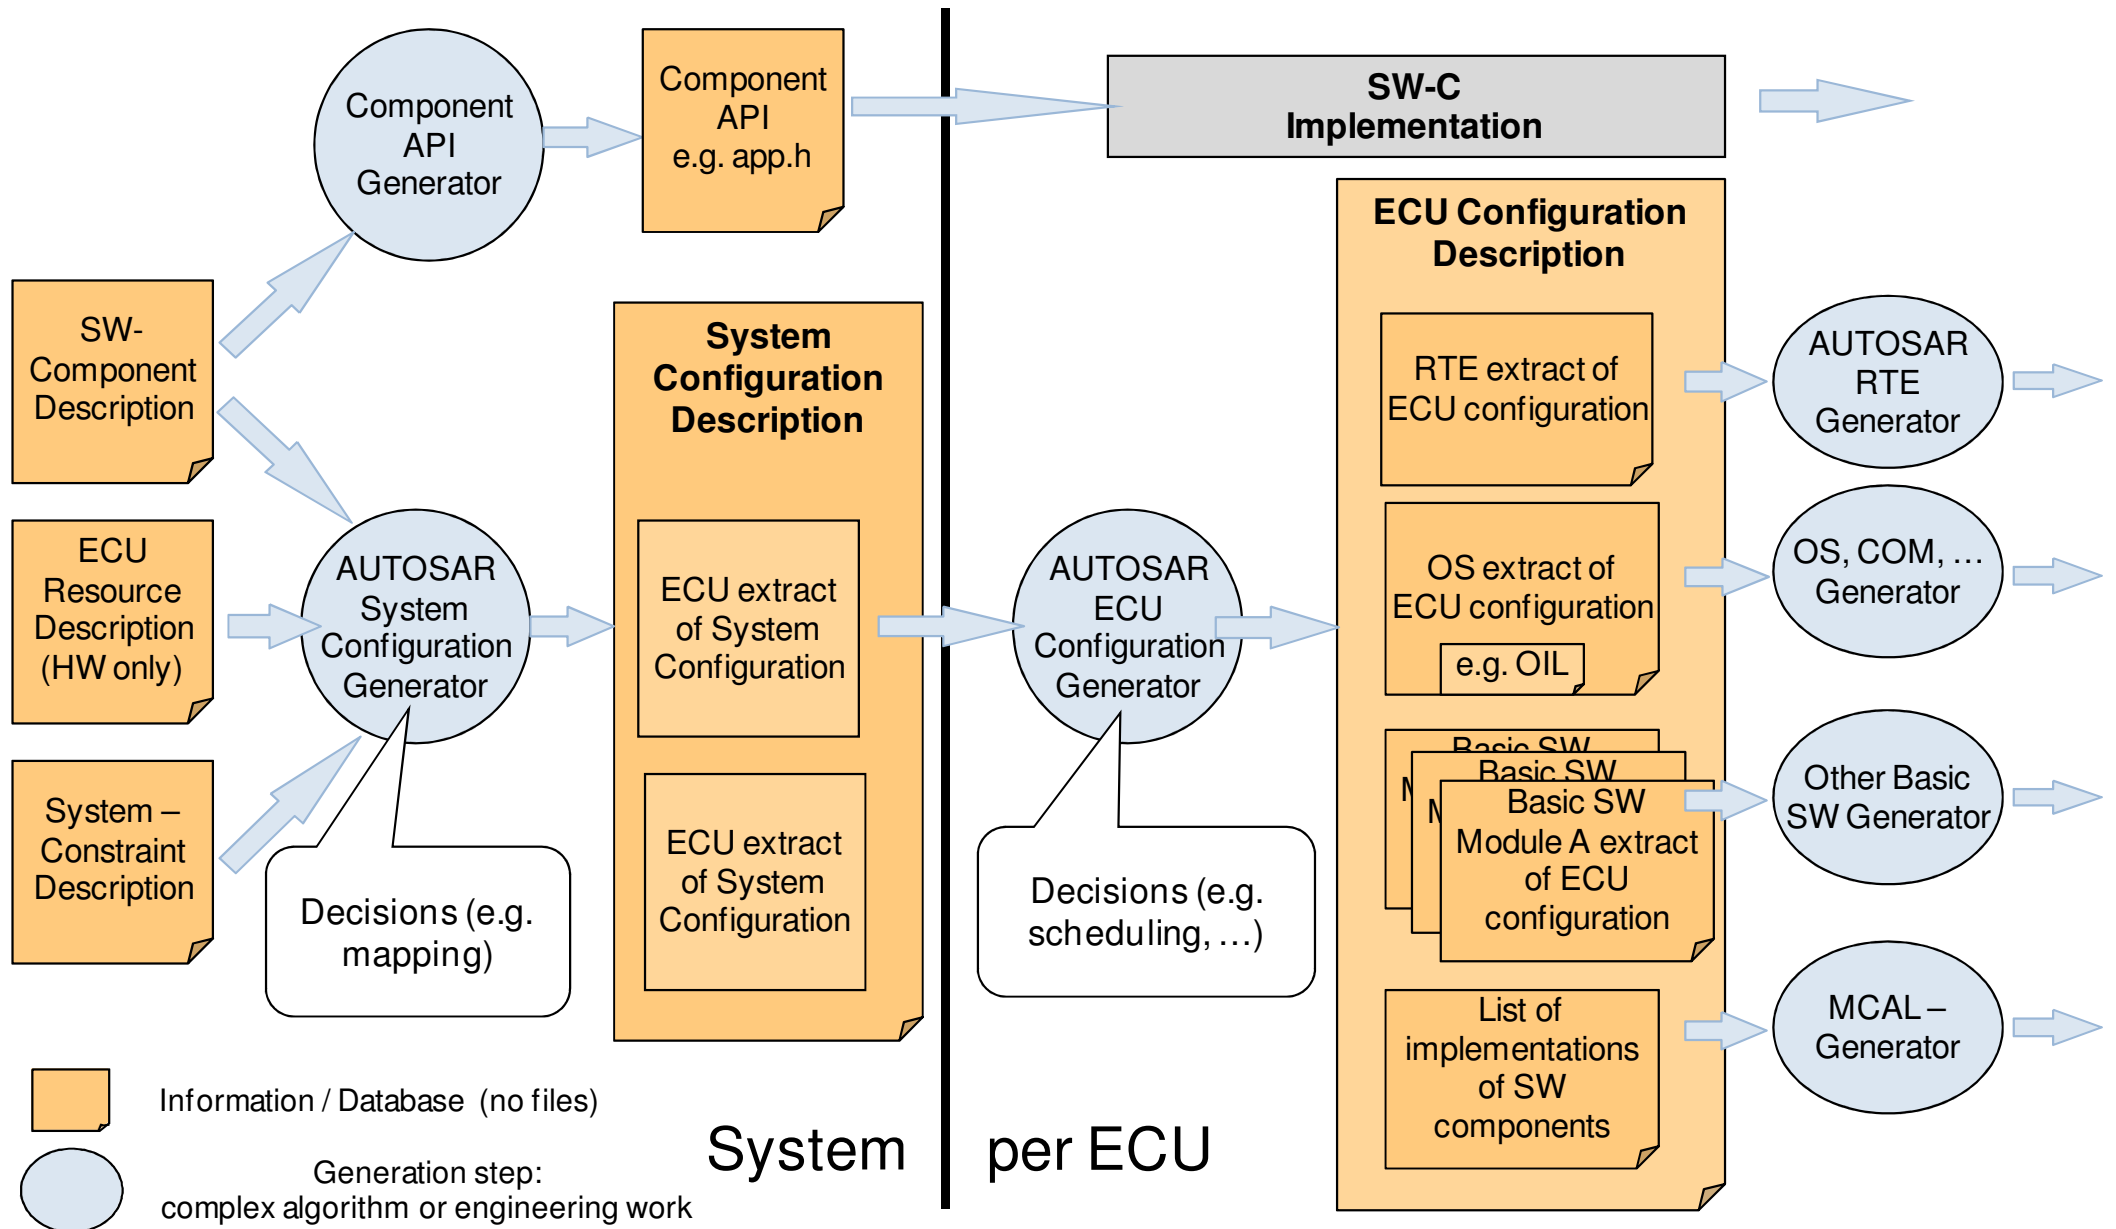 Component
API
Generator
Component
API
e.g. app.h
SW-C
Implementation
SW-
Component
Description
ECU
Resource
Description
(HW only)
System –
Constraint
Description
AUTOSAR
System
Configuration
Generator
Decisions (e.g.
mapping)
System
Configuration
Description
ECU extract
of System
Configuration
ECU extract
of System
Configuration
AUTOSAR
ECU
Configuration
Generator
Decisions (e.g.
scheduling, …)
ECU Configuration
Description
RTE extract of
ECU configuration
OS extract of
ECU configuration
e.g. OIL
Basic SW
M
Basic SW
M
Basic SW
Module A extract
of ECU
configuration
List of
implementations
of SW
components
AUTOSAR
RTE
Generator
OS, COM, …
Generator
Other Basic
SW Generator
MCAL –
Generator
Information / Database (no files)
Generation step:
complex algorithm or engineering work
System
per ECU